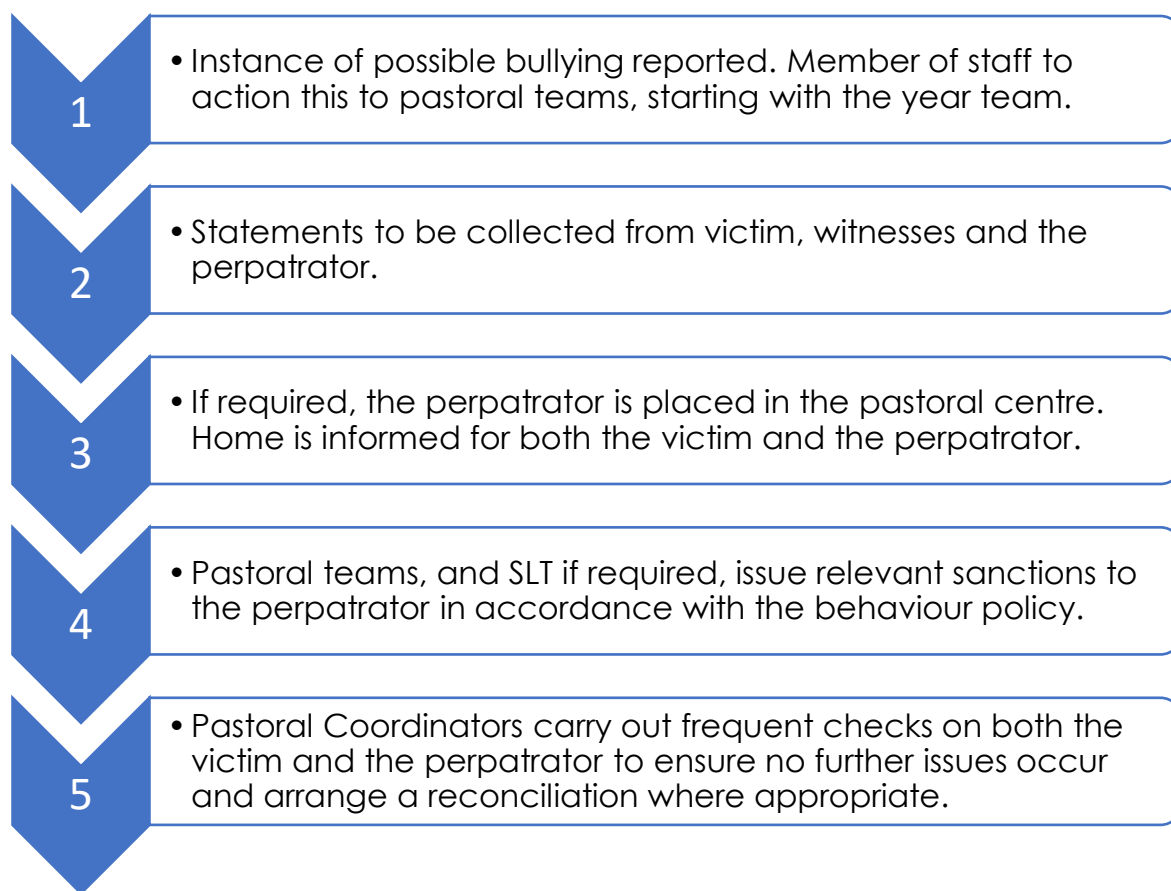 1
• Instance of possible bullying reported. Member of staff to
action this to pastoral teams, starting with the year team.
2
• Statements to be collected from victim, witnesses and the
perpatrator.
3
• If required, the perpatrator is placed in the pastoral centre.
Home is informed for both the victim and the perpatrator.
4
• Pastoral teams, and SLT if required, issue relevant sanctions to
the perpatrator in accordance with the behaviour policy.
5
• Pastoral Coordinators carry out frequent checks on both the
victim and the perpatrator to ensure no further issues occur
and arrange a reconciliation where appropriate.